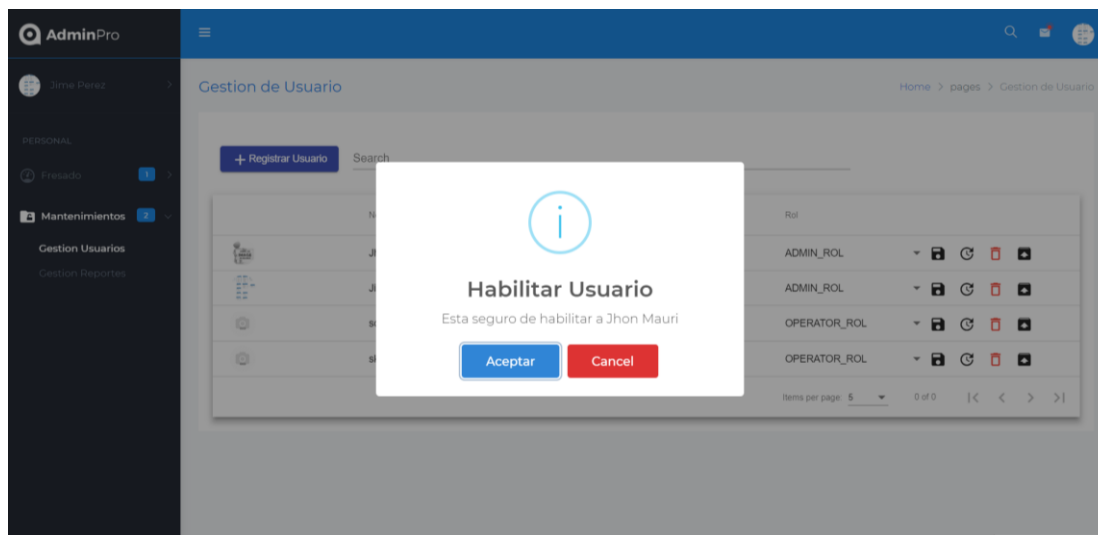 AdminPro
Jime Perez
Gestion de Usuario
Home > pages > Gestion de Usuario
PERSONAL
+ Registrar Usuario
Search
Fresado 1
Mantenimientos 2
Rol
Gestion Usuarios
Gestion Reportes
ADMIN_ROL
ADMIN_ROL
OPERATOR_ROL
OPERATOR_ROL
Habilitar Usuario
Esta seguro de habilitar a Jhon Mauri
Aceptar
Cancel
Items per page: 5
0 of 0